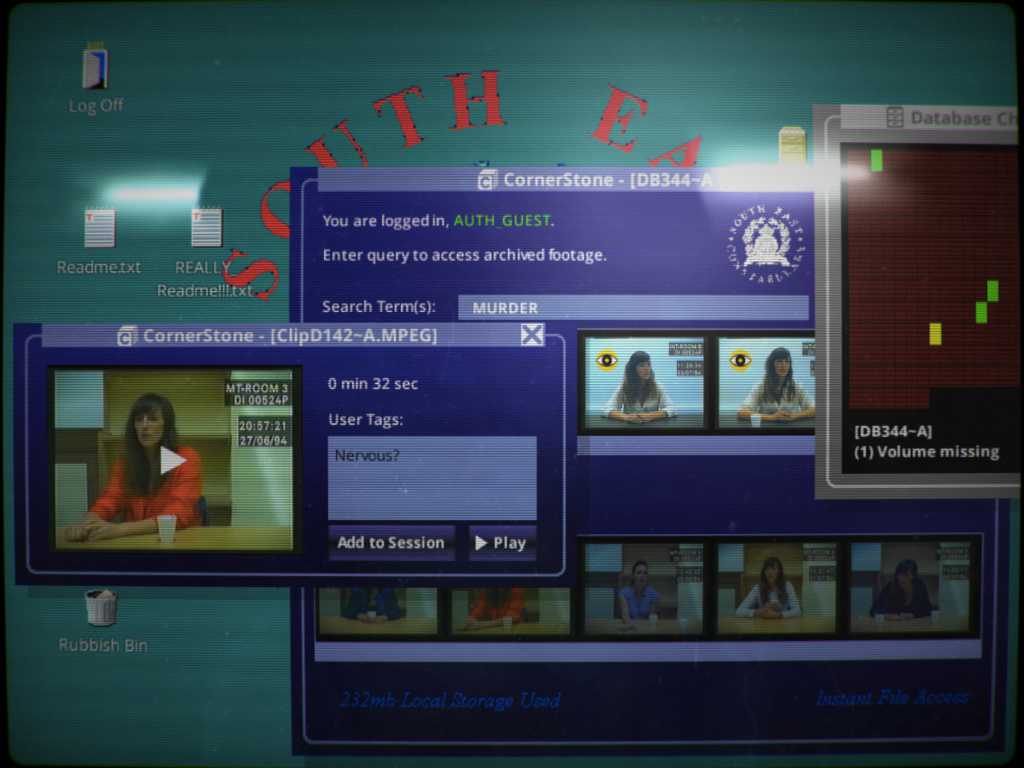 Log Off
SOUTH EA
Database Ch
CornerStone - [DB344~A
You are logged in, AUTH_GUEST.
SOUTH EAST
Enter query to access archived footage.
Readme.txt
REALLY
Readme!!!.txt
Search Term(s): MURDER
CornerStone - [ClipD142~A.MPEG]
0 min 32 sec
MT-ROOM 3
DI 00524P
20:57:21
27/06/94
User Tags:
Nervous?
[DB344~A]
(1) Volume missing
Add to Session
Play
Rubbish Bin
232mb Local Storage Used
Instant File Access